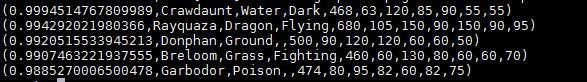 (0.9994514767809989,Crawdaunt,Water,Dark,468,63,120,85,90,55,55)
(0.994292021980366,Rayquaza,Dragon,Flying,680,105,150,90,150,90,95)
(0.9920515533945213,Donphan,Ground,,500,90,120,120,60,60,50)
(0.9907463221937555,Breloom,Grass,Fighting,460,60,130,80,60,60,70)
(0.9885270006500478,Garbodor,Poison,,474,80,95,82,60,82,75)